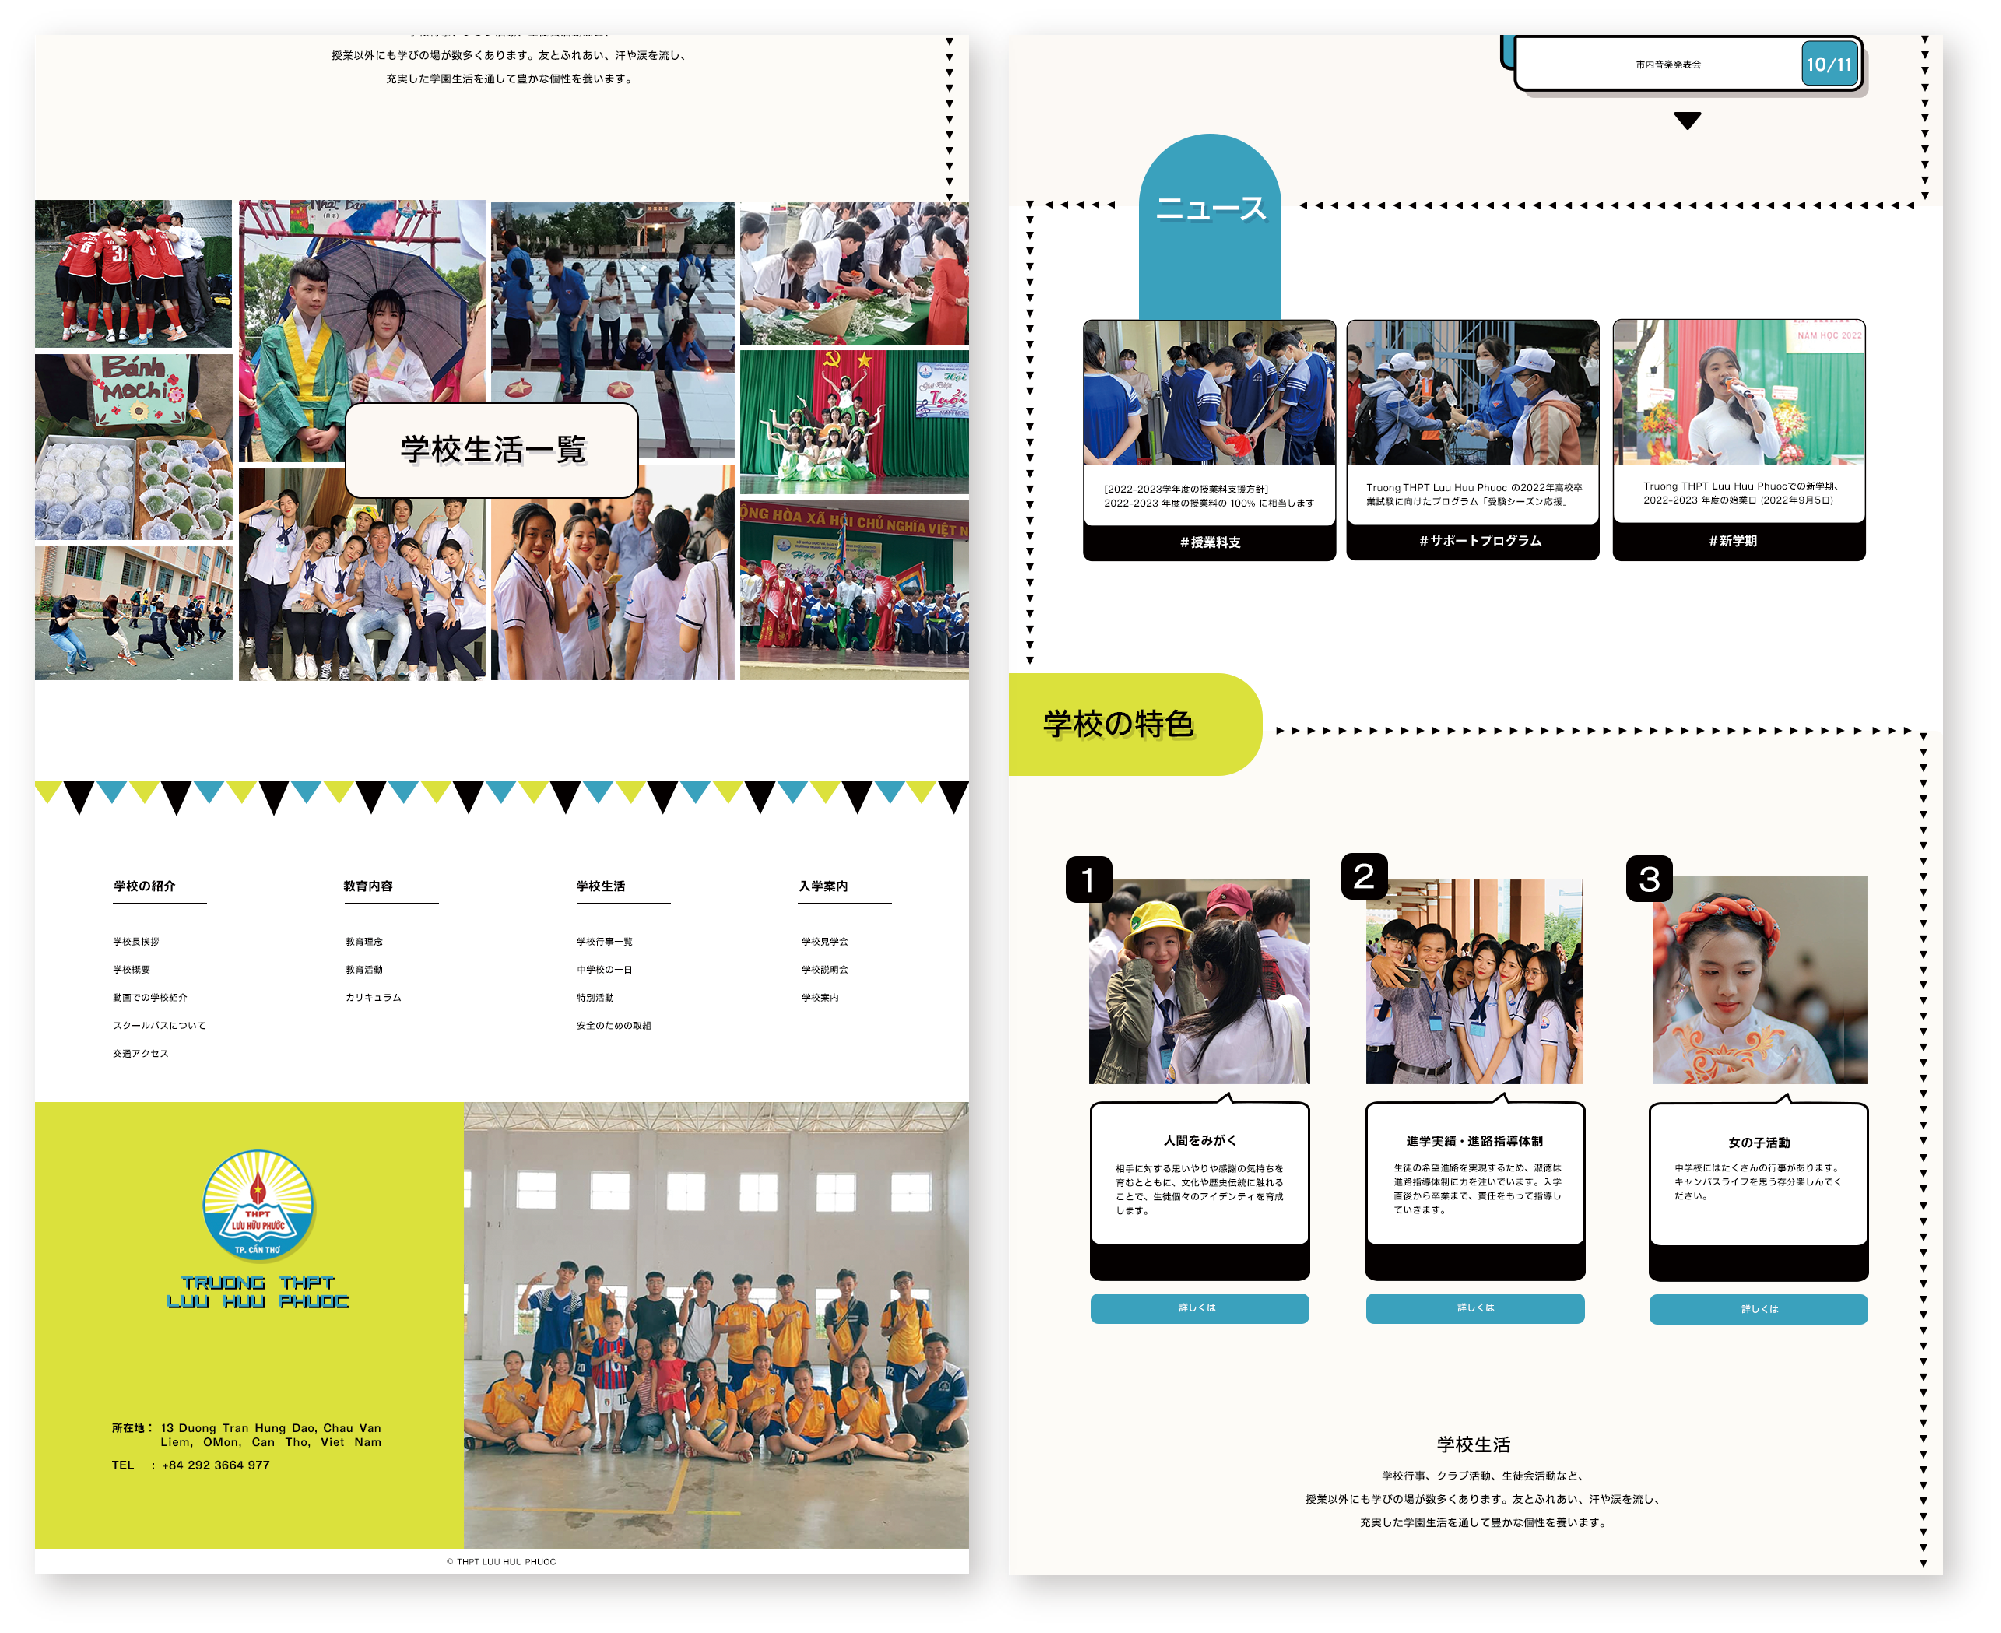 授業以外にも学びの場が数多くあります。友とふれあい、汗や涙を流し、
充実した学園生活を通して豊かな個性を養います。
Bánh
Mochi
ỘNG HÒA XÃ HỘI CHỦ NGHĨA VIỆT N
学校生活一覧
学校の紹介
学校長挨拶
学校概要
動画での学校紹介
スクールバスについて
交通アクセス
教育内容
教育理念
教育活動
カリキュラム
学校生活
学校行事一覧
中学校の一日
特別活動
安全のための取組
入学案内
学校見学会
学校説明会
学校案内
THPT
LƯU HỮU PHƯỚC
TP. CẦN THƠ
TRUONG THPT
LUU HUU PHUOC
所在地： 13 Duong Tran Hung Dao, Chau Van
Liem, OMon, Can Tho, Viet Nam
TEL : +84 292 3664 977
© THPT LUU HUU PHUOC
市内音楽発表会
10/11
ニュース
NAM HOC 2022
[2022-2023学年度の授業料支援方針]
2022-2023 年度の授業料の 100% に相当します
#授業料支
Truong THPT Luu Huu Phuoc の2022年高校卒
業試験に向けたプログラム「受験シーズン応援」
#サポートプログラム
Truong THPT Luu Huu Phuocでの新学期、
2022-2023 年度の始業日 (2022年9月5日)
#新学期
学校の特色
1
人間をみがく
相手に対する思いやりや感謝の気持ちを
育むとともに、文化や歴史伝統に触れる
ことで、生徒個々のアイデンティを育成
します。
詳しくは
2
進学実績・進路指導体制
生徒の希望進路を実現するため、淑徳は
進路指導体制に力を注いでいます。入学
直後から卒業まで、責任をもって指導し
ていきます。
詳しくは
3
女の子活動
中学校にはたくさんの行事があります。
キャンパスライフを思う存分楽しんでく
ださい。
詳しくは
学校生活
学校行事、クラブ活動、生徒会活動なと、
授業以外にも学びの場が数多くあります。友とふれあい、汗や涙を流し、
充実した学園生活を通して豊かな個性を養います。